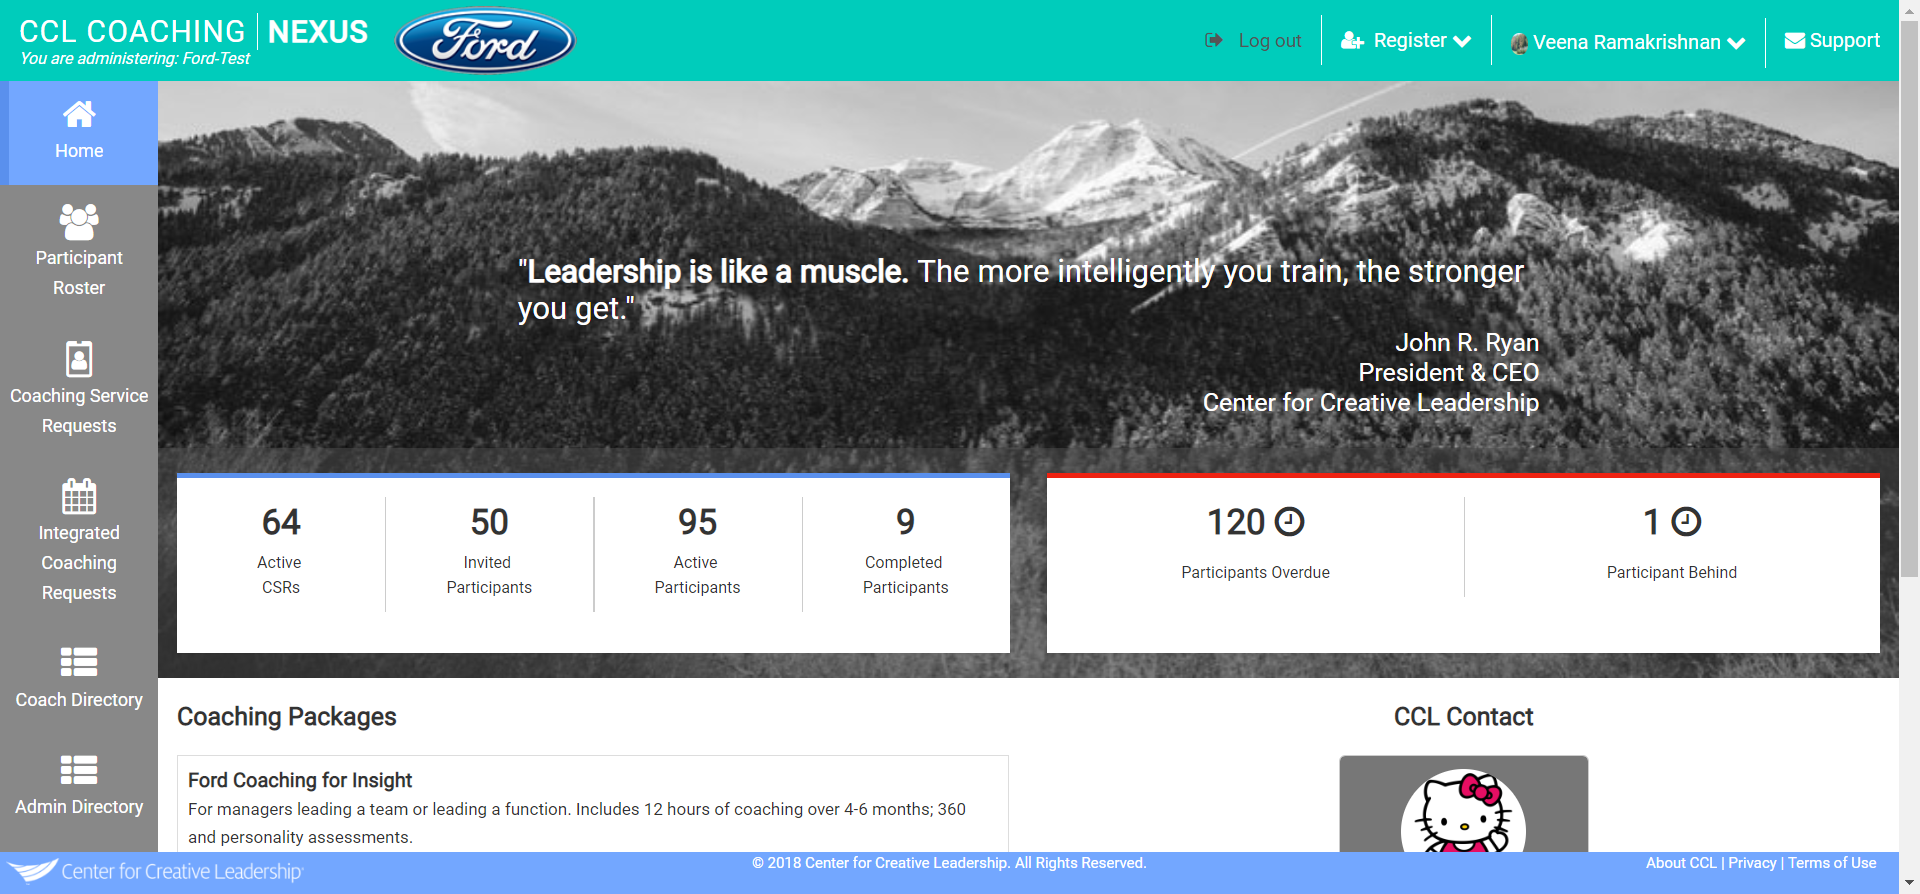 CCL COACHING NEXUS
You are administering: Ford-Test
Ford
Log out
Register
Veena Ramakrishnan
Support
Home
Participant
Roster
Coaching Service
Requests
Integrated
Coaching
Requests
Coach Directory
Admin Directory
"Leadership is like a muscle. The more intelligently you train, the stronger
you get."
John R. Ryan
President & CEO
Center for Creative Leadership
64
Active
CSRs
50
Invited
Participants
95
Active
Participants
9
Completed
Participants
120
Participants Overdue
1
Participant Behind
Coaching Packages
Ford Coaching for Insight
For managers leading a team or leading a function. Includes 12 hours of coaching over 4-6 months; 360
and personality assessments.
CCL Contact
Center for Creative Leadership
© 2018 Center for Creative Leadership. All Rights Reserved.
About CCL | Privacy | Terms of Use